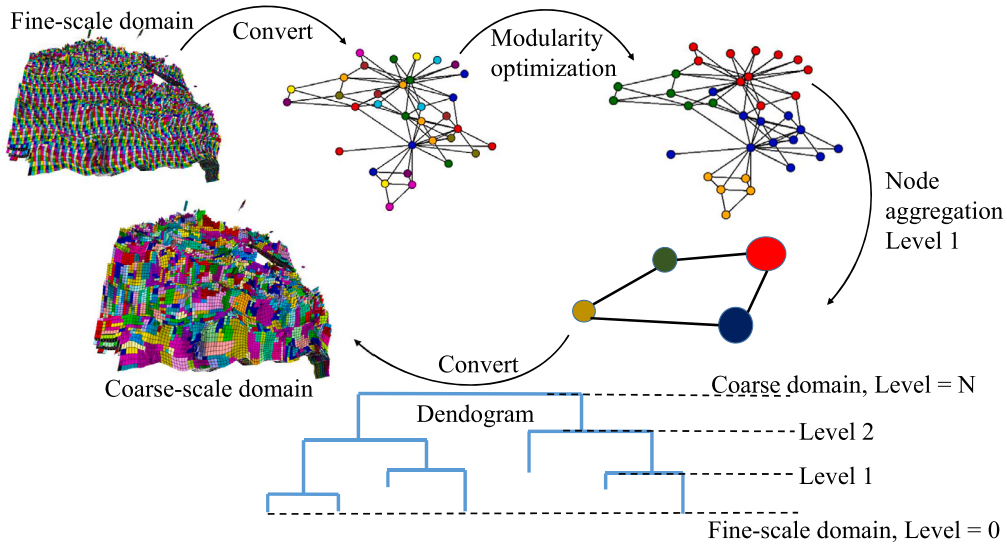 Fine-scale domain
Convert
Modularity
optimization
Node
aggregation
Level 1
Convert
Coarse-scale domain
Dendogram
Coarse domain, Level = N
Level 2
Level 1
Fine-scale domain, Level = 0